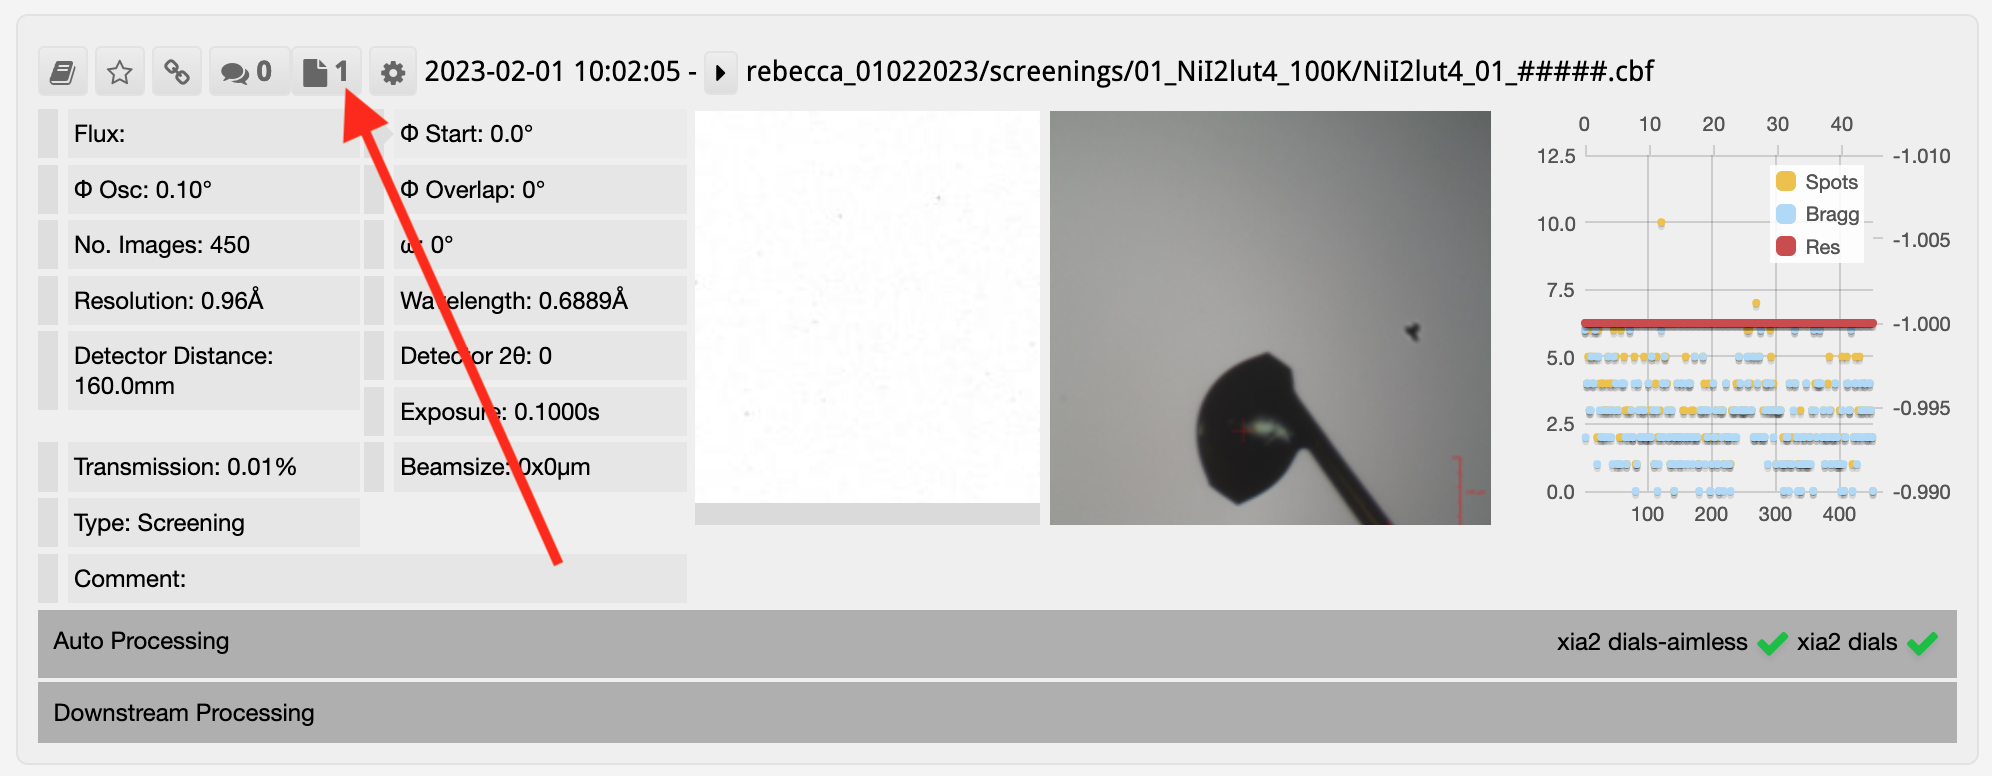 0 1 2023-02-01 10:02:05 - rebecca_01022023/screenings/01_NiI2lut4_100K/NiI2lut4_01_#####.cbf
Flux:
Φ Start: 0.0°
Φ Osc: 0.10°
Φ Overlap: 0°
No. Images: 450
ω: 0°
Resolution: 0.96Å
Wavelength: 0.6889Å
Detector Distance:
160.0mm
Detector 2θ: 0
Exposure: 0.1000s
Transmission: 0.01%
Beamsize: 0x0μm
Type: Screening
Comment:
0 10 20 30 40
12.5 -1.010
Spots
10.0 Bragg -1.005
Res
7.5
-1.000
5.0
-0.995
2.5
0.0 -0.990
100 200 300 400
Auto Processing xia2 dials-aimless xia2 dials
Downstream Processing